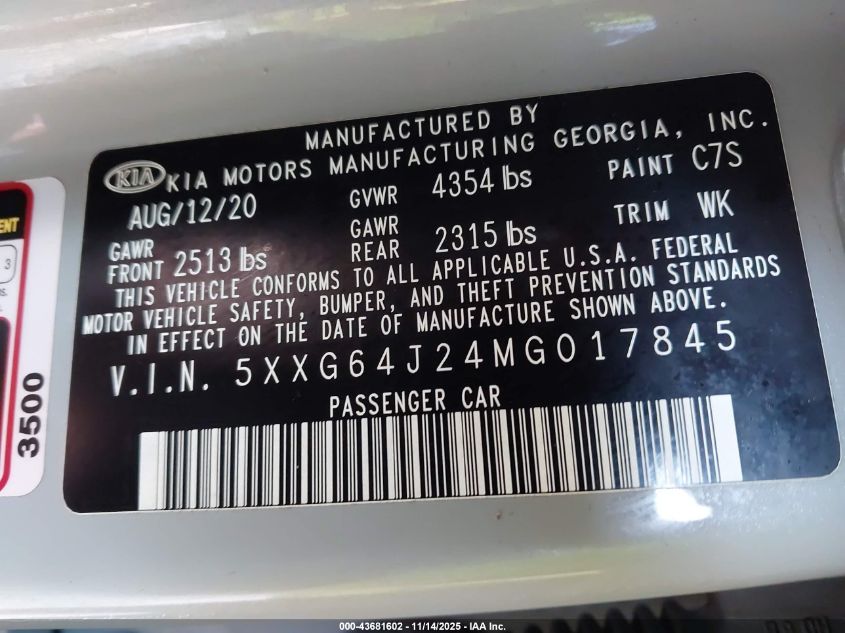 MANUFACTURED BY
KIA KIA MOTORS MANUFACTURING GEORGIA, INC.
AUG/12/20 GVWR 4354 lbs PAINT C7S
GAWR FRONT 2513 lbs GAWR REAR 2315 lbs TRIM WK
THIS VEHICLE CONFORMS TO ALL APPLICABLE U.S.A. FEDERAL
MOTOR VEHICLE SAFETY, BUMPER, AND THEFT PREVENTION STANDARDS
IN EFFECT ON THE DATE OF MANUFACTURE SHOWN ABOVE.
V.I.N. 5XXG64J24MG017845
PASSENGER CAR
3
3500
000-43681602 - 11/14/2025 - IAA Inc.